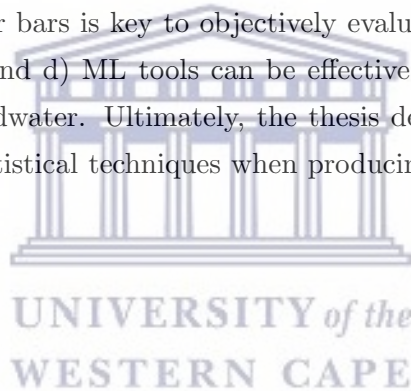 r bars is key to objectively evalu
nd d) ML tools can be effective
dwater. Ultimately, the thesis de
tistical techniques when producin
UNIVERSITY of the
WESTERN CAPE